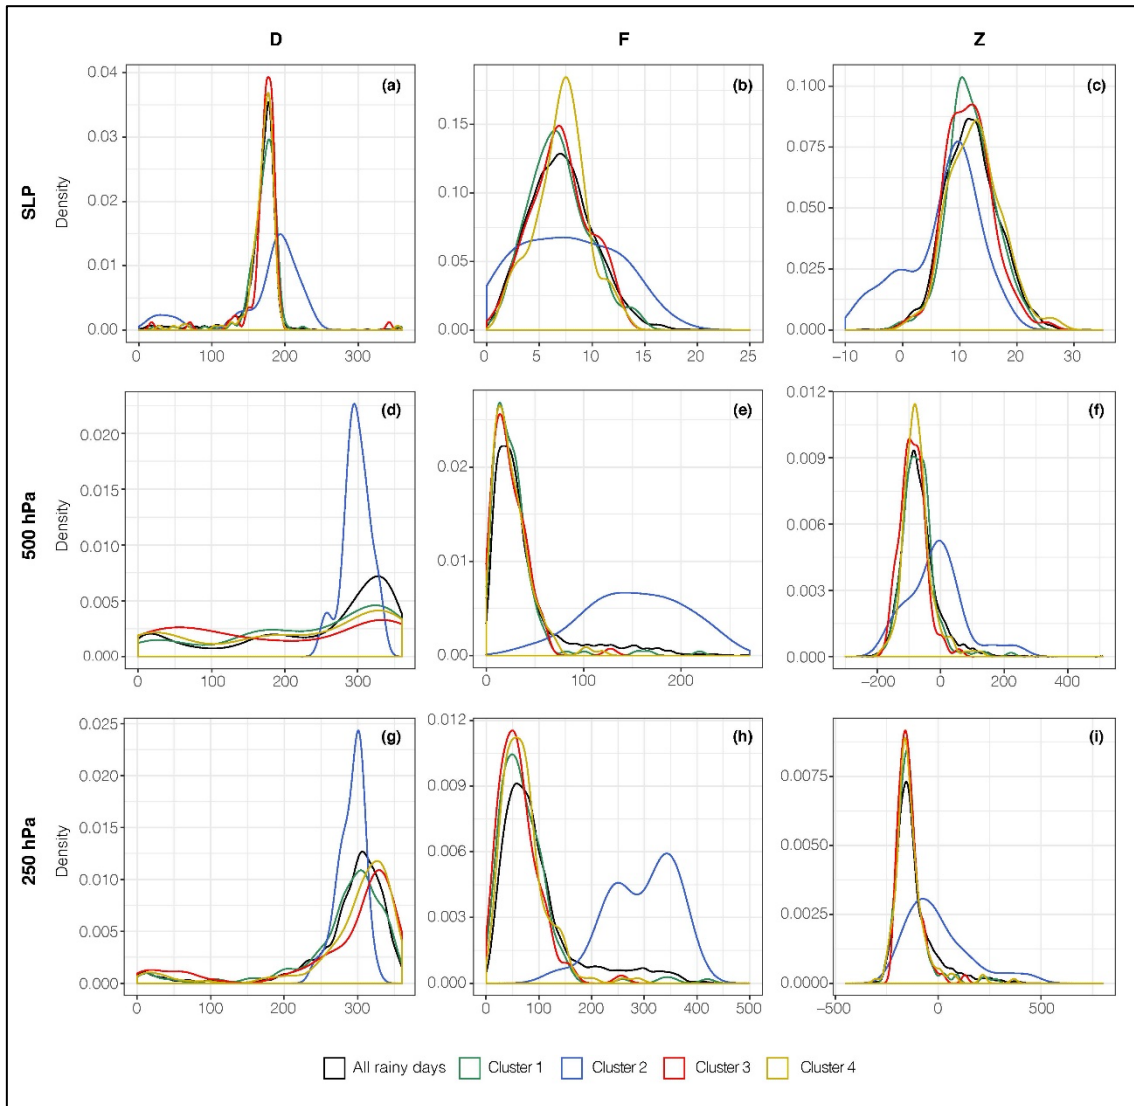 D F Z
SLP
Density
(a)
0.04
0.03
0.02
0.01
0.00
0 100 200 300
(b)
0.15
0.10
0.05
0.00
0 5 10 15 20 25
(c)
0.100
0.075
0.050
0.025
0.000
-10 0 10 20 30
500 hPa
Density
(d)
0.020
0.015
0.010
0.005
0.000
0 100 200 300
(e)
0.02
0.01
0.00
0 100 200
(f)
0.012
0.009
0.006
0.003
0.000
-200 0 200 400
250 hPa
Density
(g)
0.025
0.020
0.015
0.010
0.005
0.000
0 100 200 300
(h)
0.012
0.009
0.006
0.003
0.000
0 100 200 300 400 500
(i)
0.0075
0.0050
0.0025
0.0000
-500 0 500
All rainy days Cluster 1 Cluster 2 Cluster 3 Cluster 4